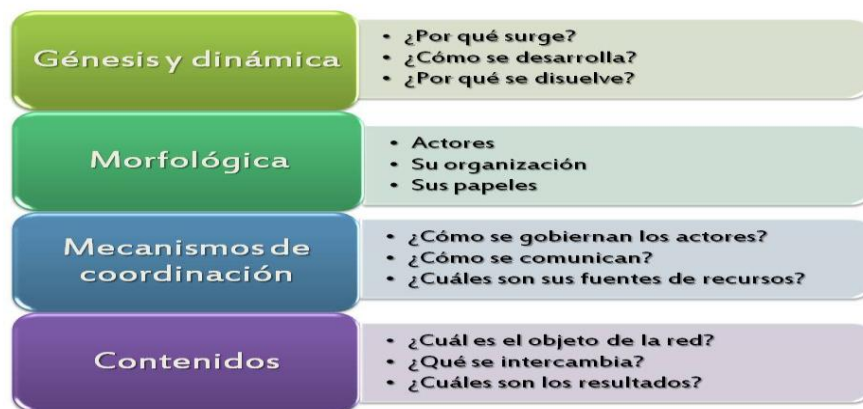 Génesis y dinámica
• ¿Por qué surge?
• ¿Cómo se desarrolla?
• ¿Por qué se disuelve?
Morfológica
• Actores
• Su organización
• Sus papeles
Mecanismos de
coordinación
• ¿Cómo se gobiernan los actores?
• ¿Cómo se comunican?
• ¿Cuáles son sus fuentes de recursos?
Contenidos
• ¿Cuál es el objeto de la red?
• ¿Qué se intercambia?
• ¿Cuáles son los resultados?